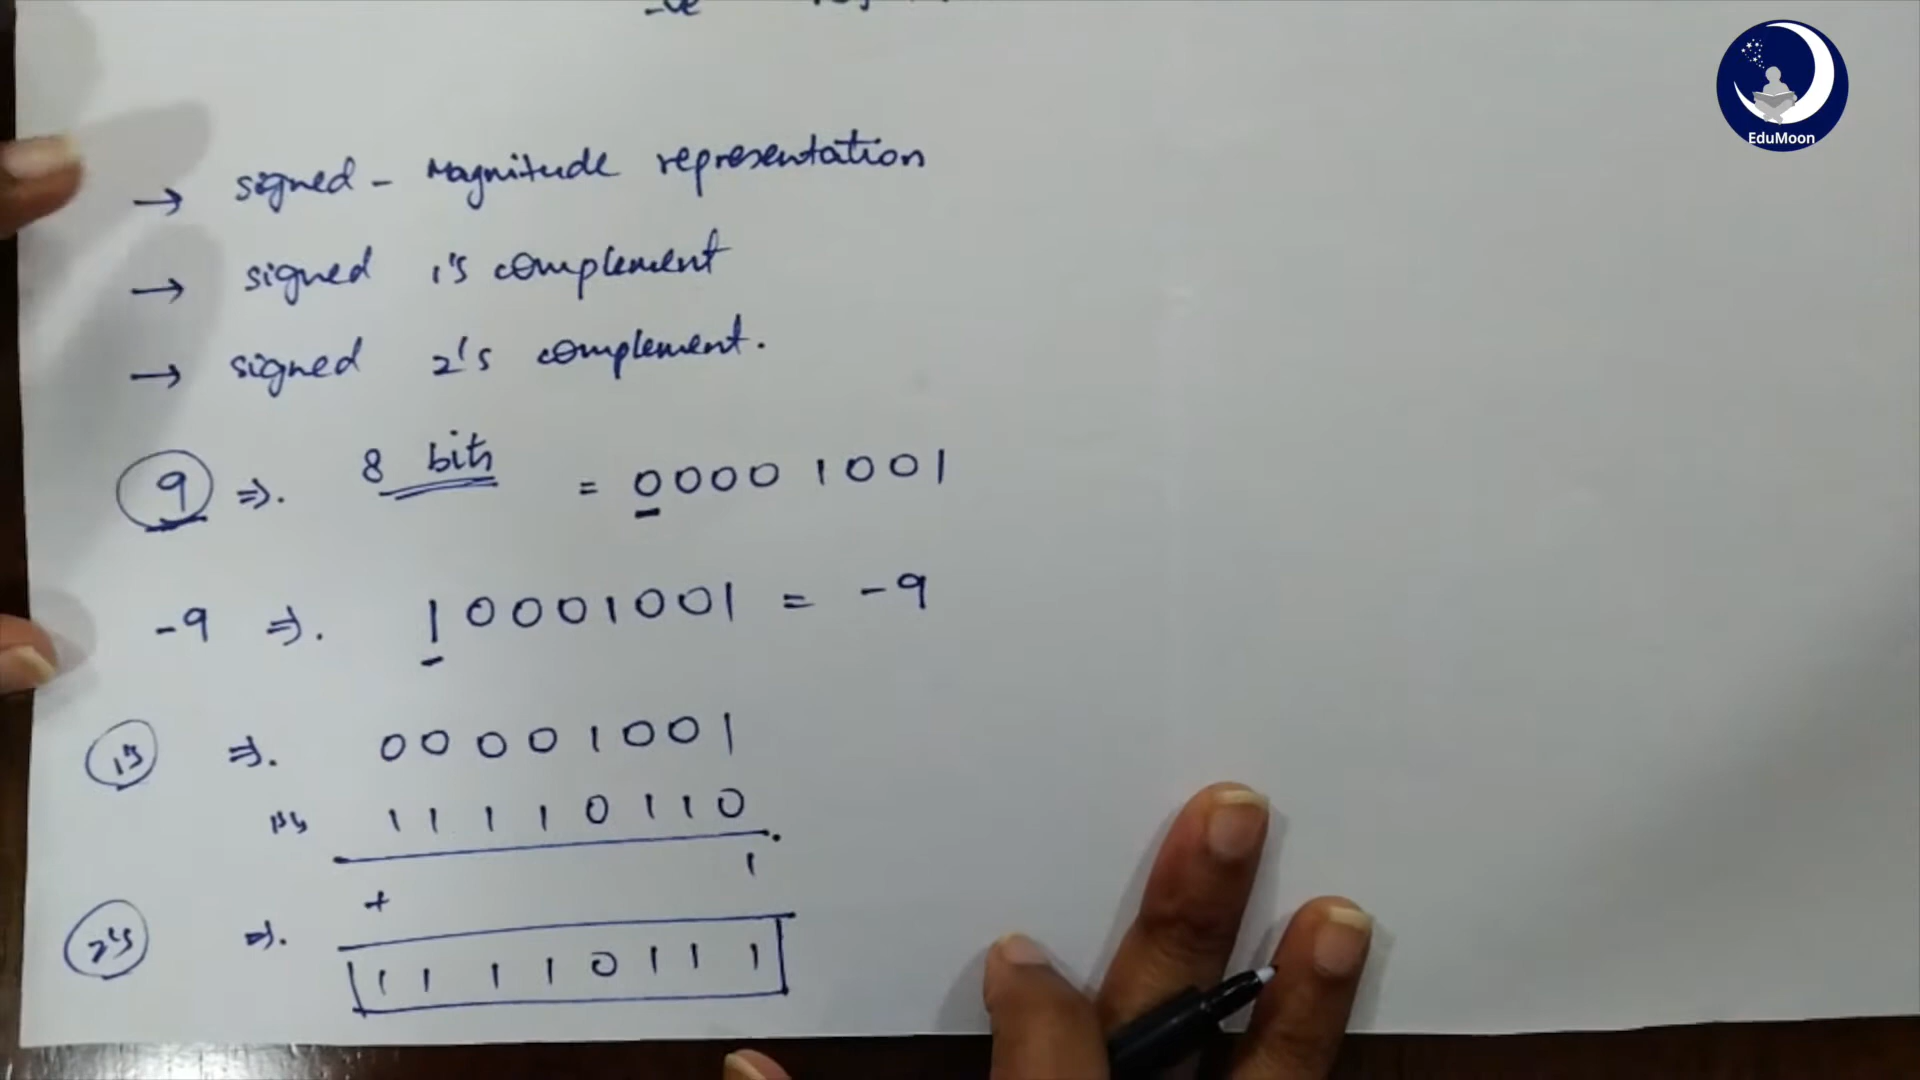 -ve
→ signed - Magnitude representation
→ signed 1's complement
→ signed 2's complement.
9 ⇒. 8 bits = 0000 1001
-9 ⇒. 10001001 = -9
1's ⇒. 00001001
1's 11110110
+ 1
2's ⇒. 11110111
EduMoon